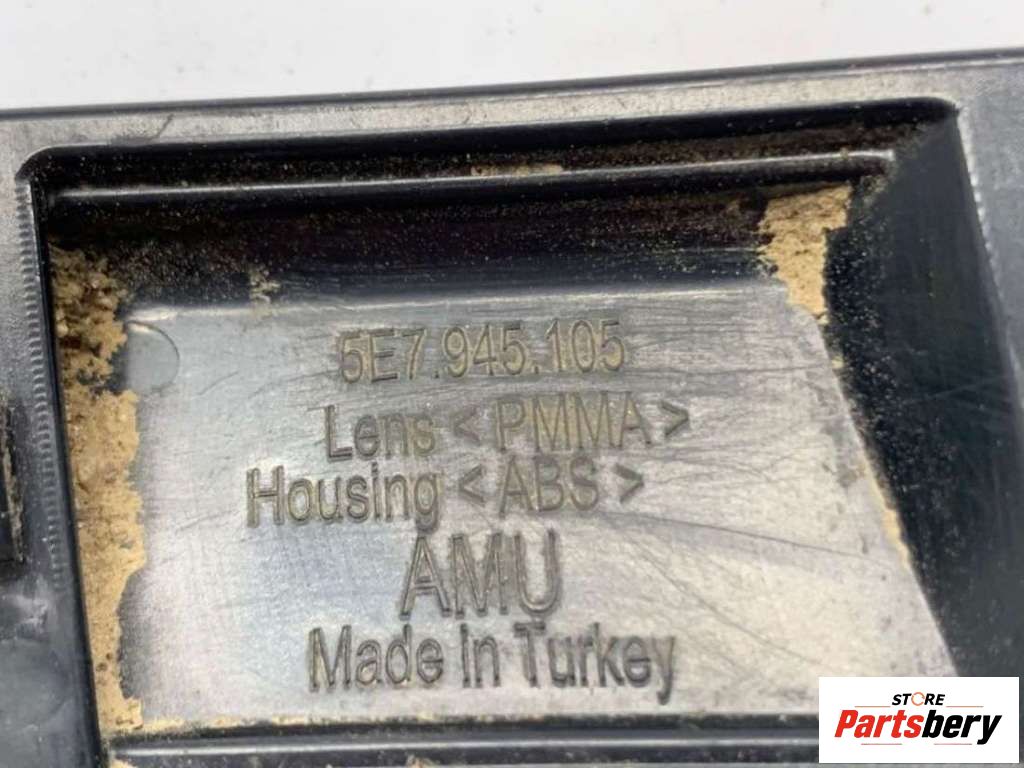 5E7.945.105
Lens <PMMA>
Housing <ABS>
AMU
Made in Turkey
STORE
Partsbery